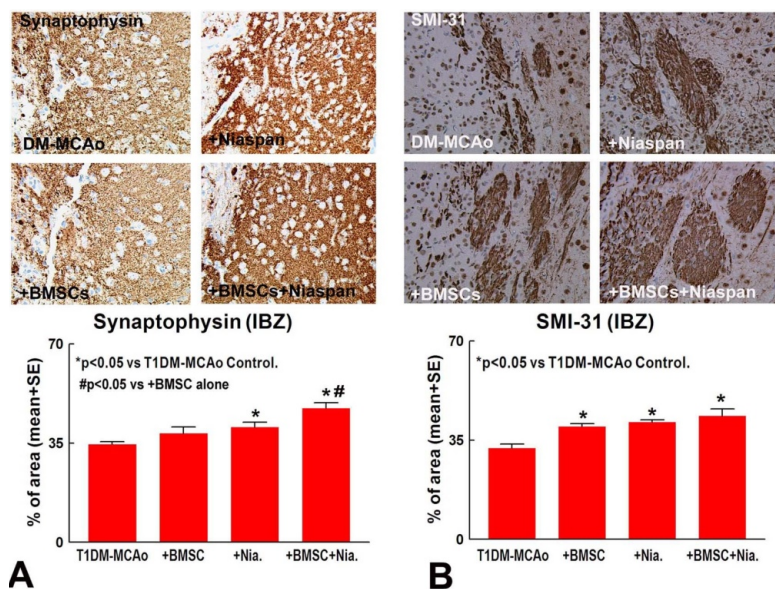 Synaptophysin
DM-MCAo
+Niaspan
+BMSCs
+BMSCs+Niaspan
Synaptophysin (IBZ)
70
35
0
% of area (mean+SE)
*p<0.05 vs T1DM-MCAo Control.
#p<0.05 vs +BMSC alone
*
*#
T1DM-MCAo
+BMSC
+Nia.
+BMSC+Nia.
A
SMI-31
DM-MCAo
+Niaspan
+BMSCs
+BMSCs+Niaspan
SMI-31 (IBZ)
70
35
0
% of area (mean+SE)
*p<0.05 vs T1DM-MCAo Control.
*
*
*
T1DM-MCAo
+BMSC
+Nia.
+BMSC+Nia.
B